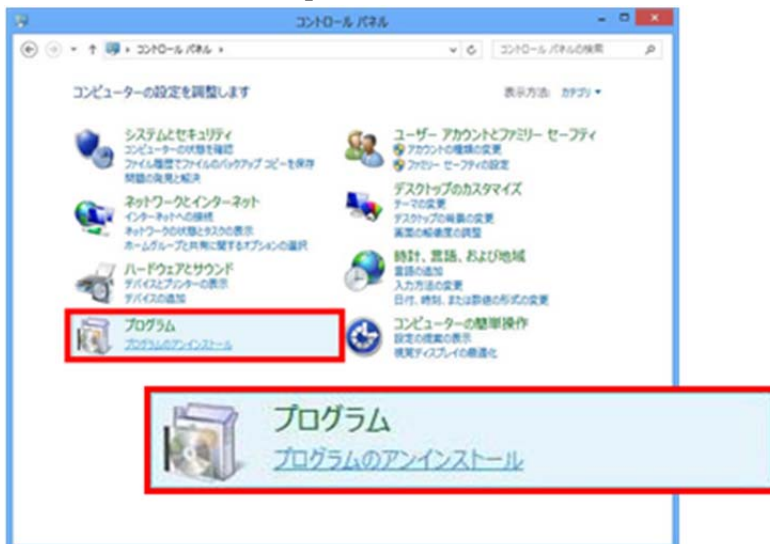 コントロール パネル
コントロール パネル
コントロール パネルの検索
コンピューターの設定を調整します
表示方法: カテゴリ
システムとセキュリティ
コンピューターの状態を確認
ファイル履歴でファイルのバックアップ コピーを保存
問題の発見と解決
ネットワークとインターネット
インターネットへの接続
ネットワークの状態とタスクの表示
ホームグループと共有に関するオプションの選択
ハードウェアとサウンド
デバイスとプリンターの表示
デバイスの追加
プログラム
プログラムのアンインストール
ユーザー アカウントとファミリー セーフティ
アカウントの種類の変更
ファミリー セーフティの設定
デスクトップのカスタマイズ
テーマの変更
デスクトップの背景の変更
画面の解像度の調整
時計、言語、および地域
言語の追加
入力方法の変更
日付、時刻、または数値の形式の変更
コンピューターの簡単操作
設定の提案の表示
視覚ディスプレイの最適化
プログラム
プログラムのアンインストール